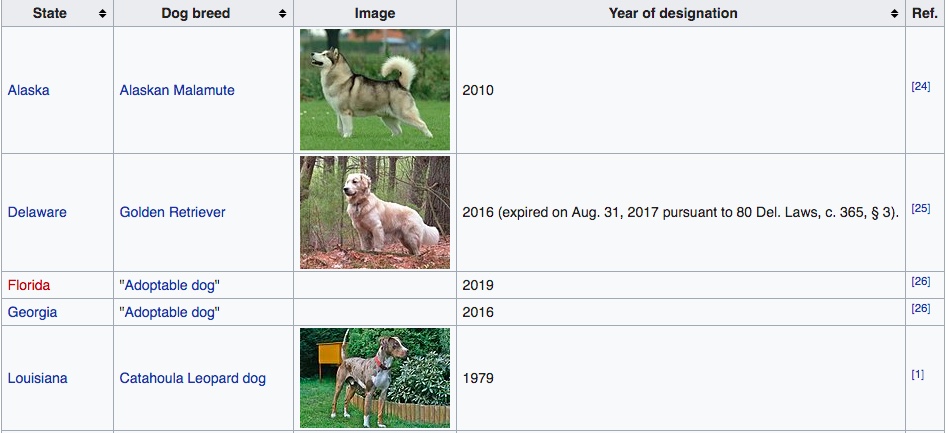 State Dog breed Image Year of designation Ref.
Alaska Alaskan Malamute 2010 [24]
Delaware Golden Retriever 2016 (expired on Aug. 31, 2017 pursuant to 80 Del. Laws, c. 365, § 3). [25]
Florida "Adoptable dog" 2019 [26]
Georgia "Adoptable dog" 2016 [26]
Louisiana Catahoula Leopard dog 1979 [1]